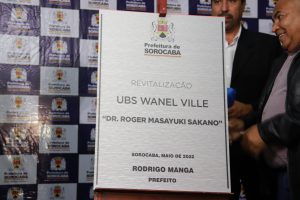 Prefeitura de
SOROCABA
REVITALIZAÇÃO
UBS WANEL VILLE
"DR. ROGER MASAYUKI SAKANO"
SOROCABA, MAIO DE 2022
RODRIGO MANGA
PREFEITO